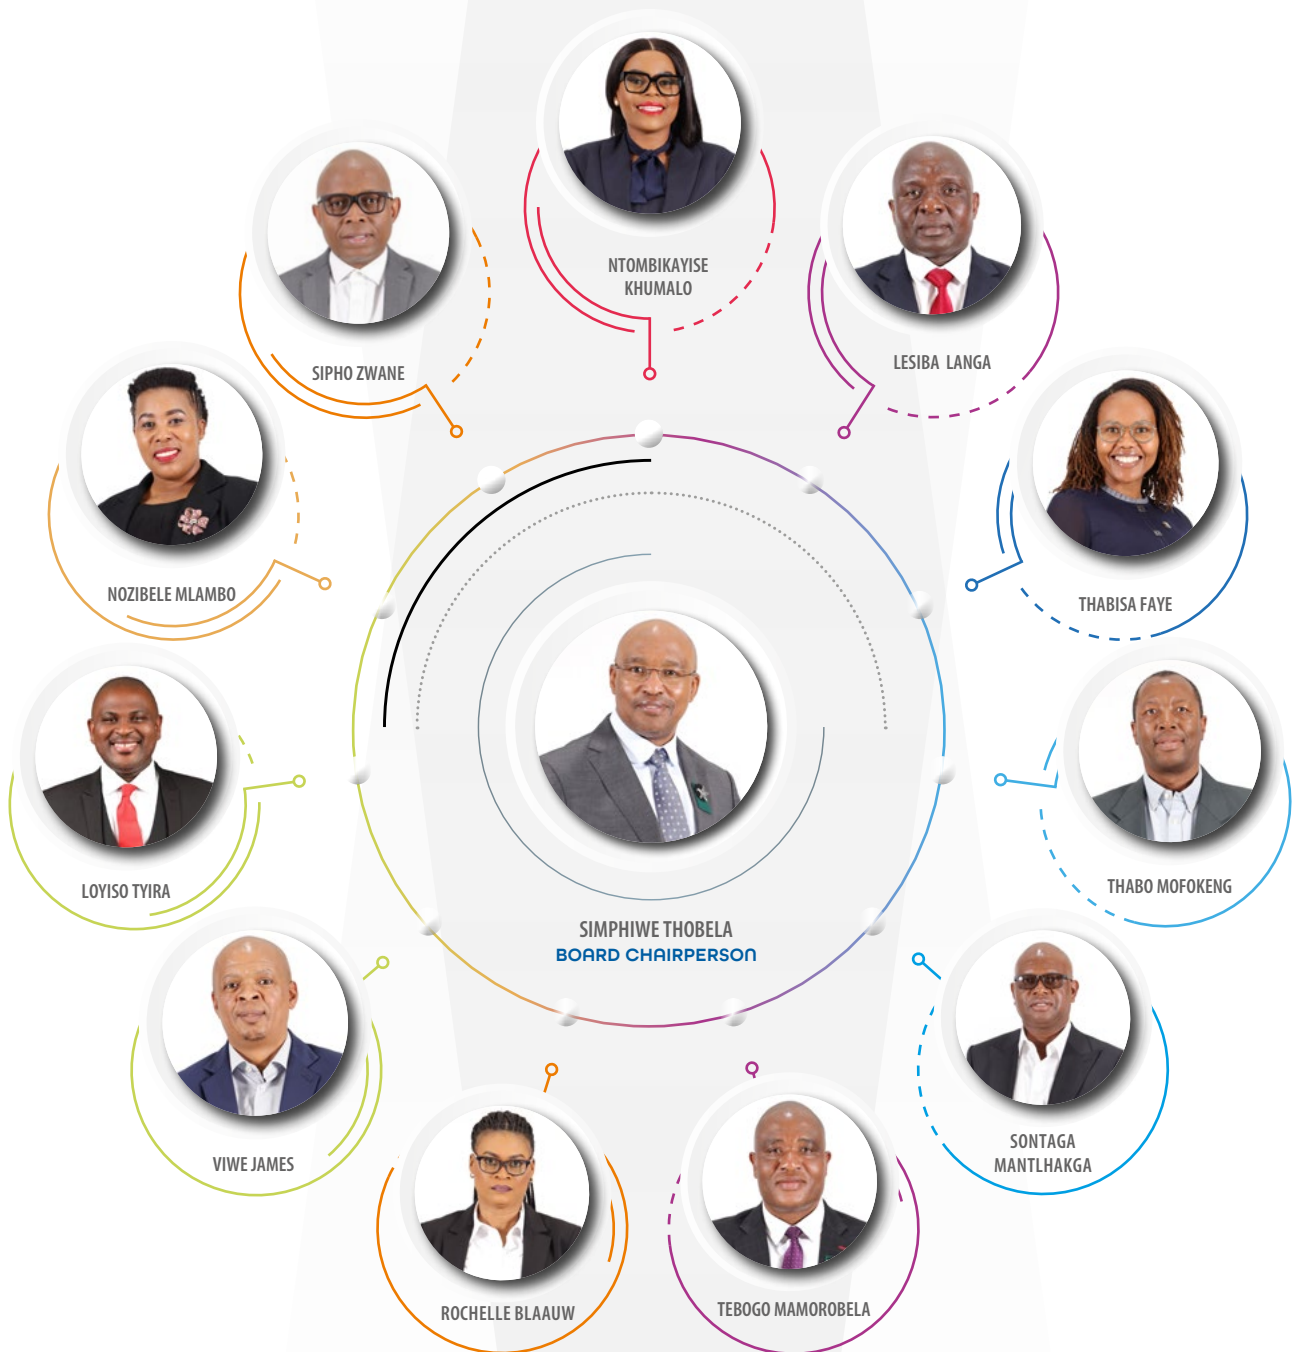 NTOMBIKAYISE
KHUMALO
SIPHO ZWANE
LESIBA LANGA
NOZIBELE MLAMBO
THABISA FAYE
LOYISO TYIRA
THABO MOFOKENG
SIMPHIWE THOBELA
BOARD CHAIRPERSON
VIWE JAMES
SONTAGA
MANTLHAKGA
ROCHELLE BLAAUW
TEBOGO MAMOROBELA